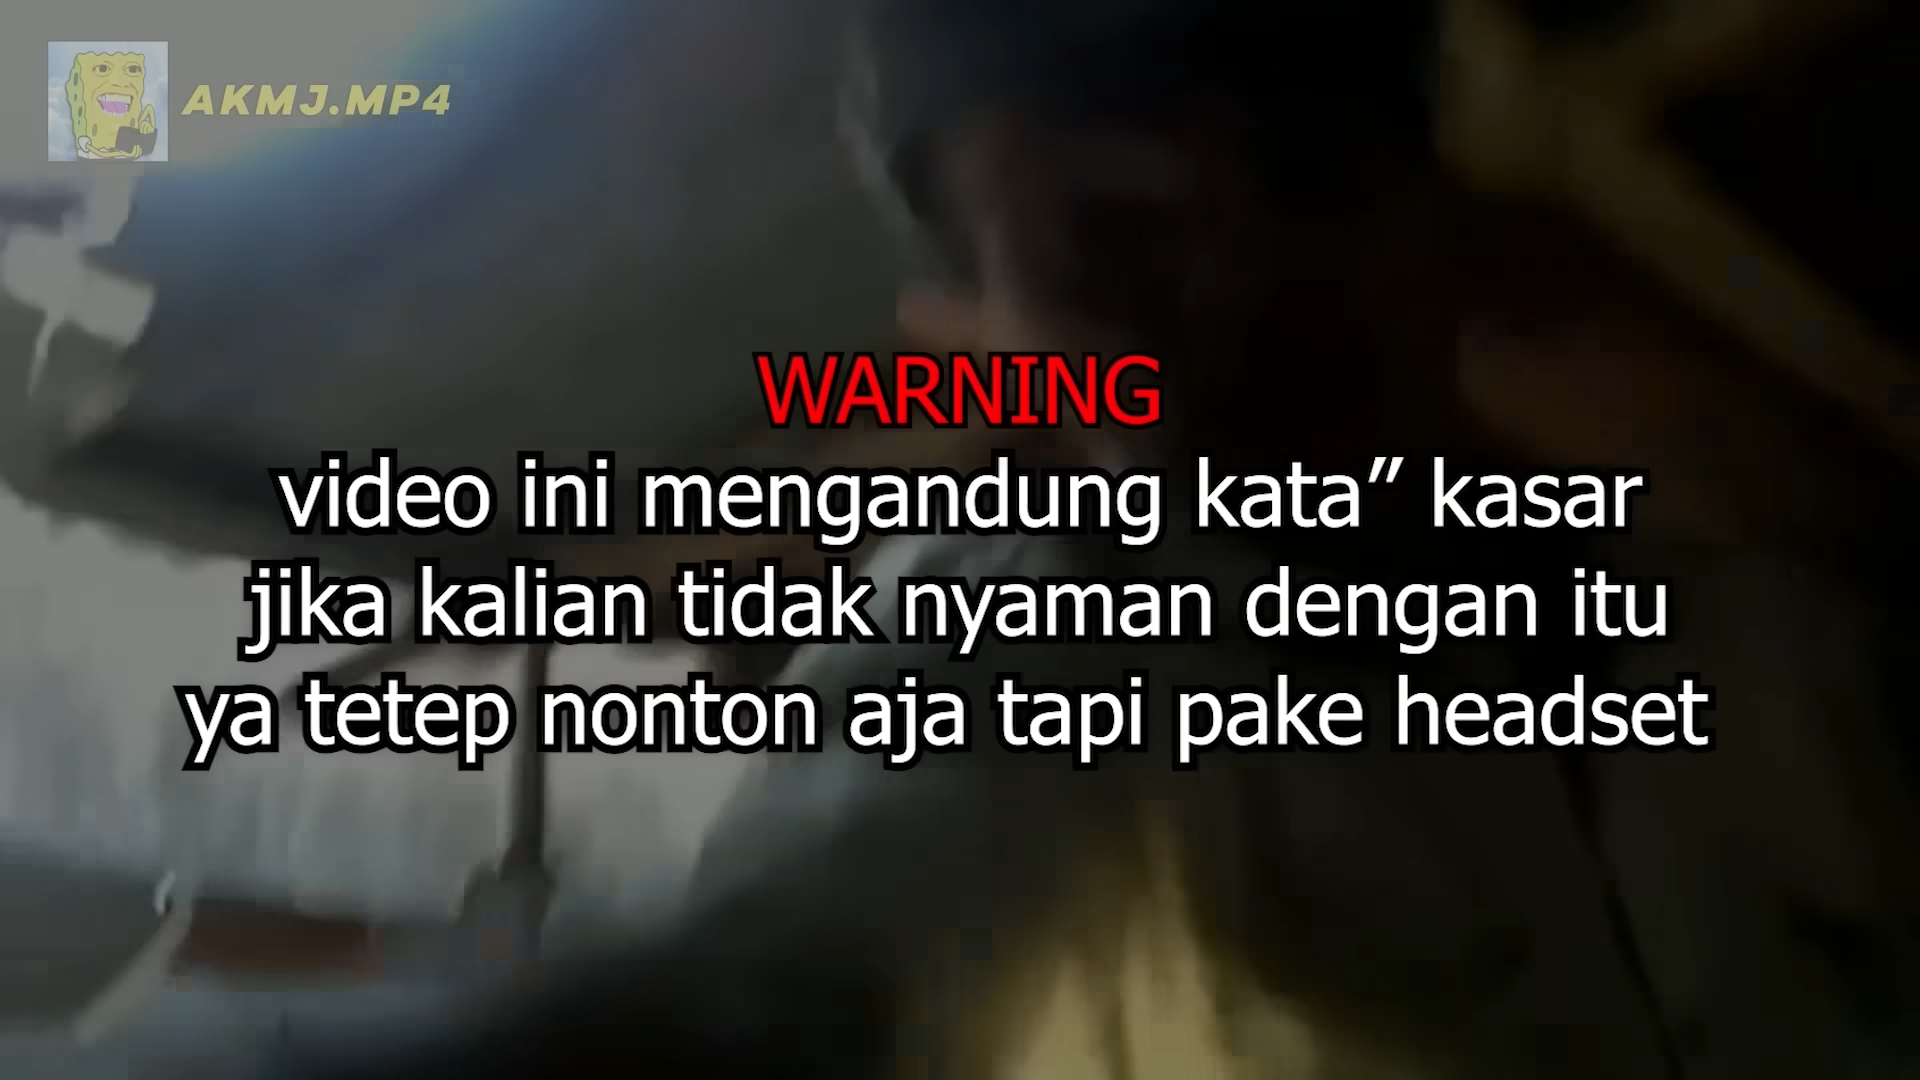 AKMJ.MP4
WARNING
video ini mengandung kata” kasar
jika kalian tidak nyaman dengan itu
ya tetep nonton aja tapi pake headset